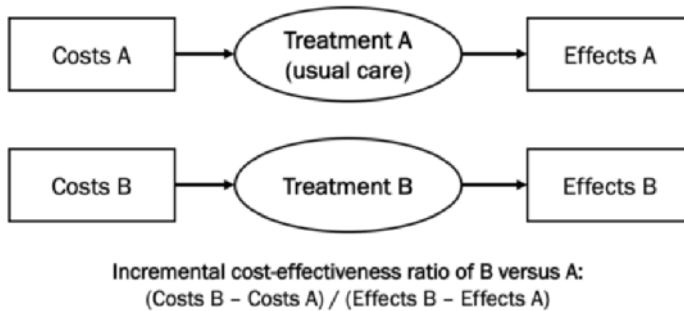 Costs A
Treatment A
(usual care)
Effects A
Costs B
Treatment B
Effects B
Incremental cost-effectiveness ratio of B versus A:
(Costs B – Costs A) / (Effects B – Effects A)